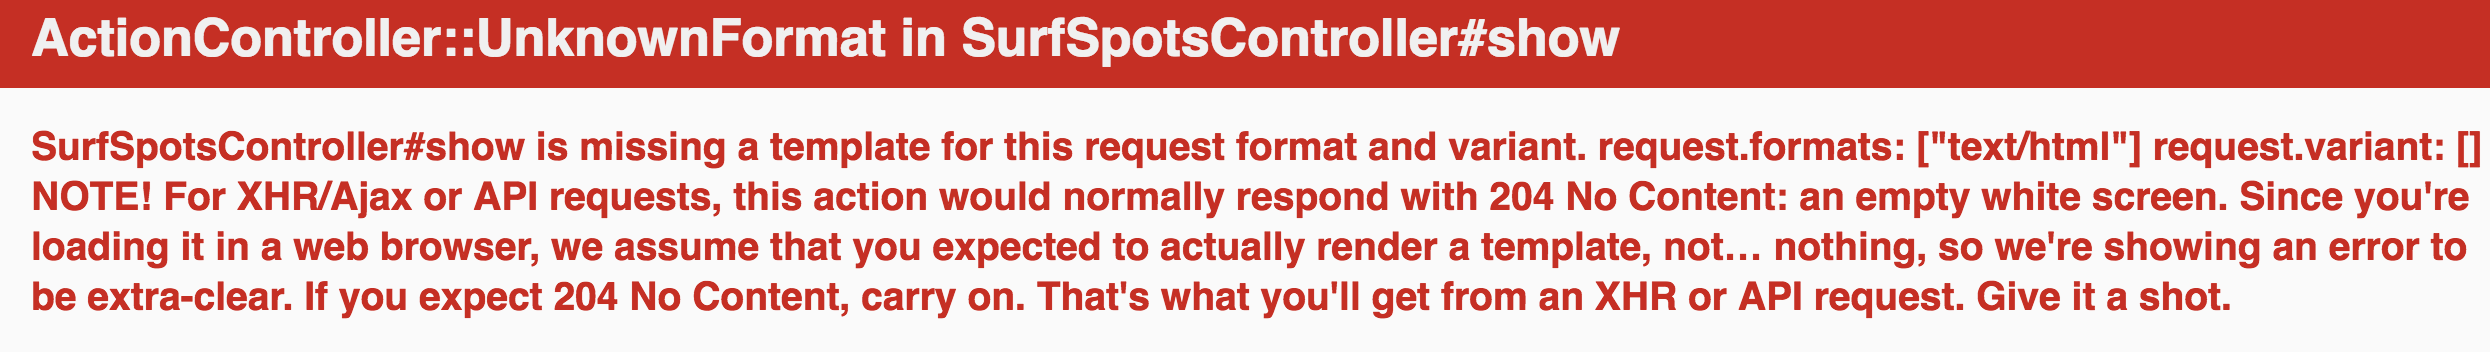 ActionController::UnknownFormat in SurfSpotsController#show
SurfSpotsController#show is missing a template for this request format and variant. request.formats: ["text/html"] request.variant: []
NOTE! For XHR/Ajax or API requests, this action would normally respond with 204 No Content: an empty white screen. Since you're
loading it in a web browser, we assume that you expected to actually render a template, not… nothing, so we're showing an error to
be extra-clear. If you expect 204 No Content, carry on. That's what you'll get from an XHR or API request. Give it a shot.